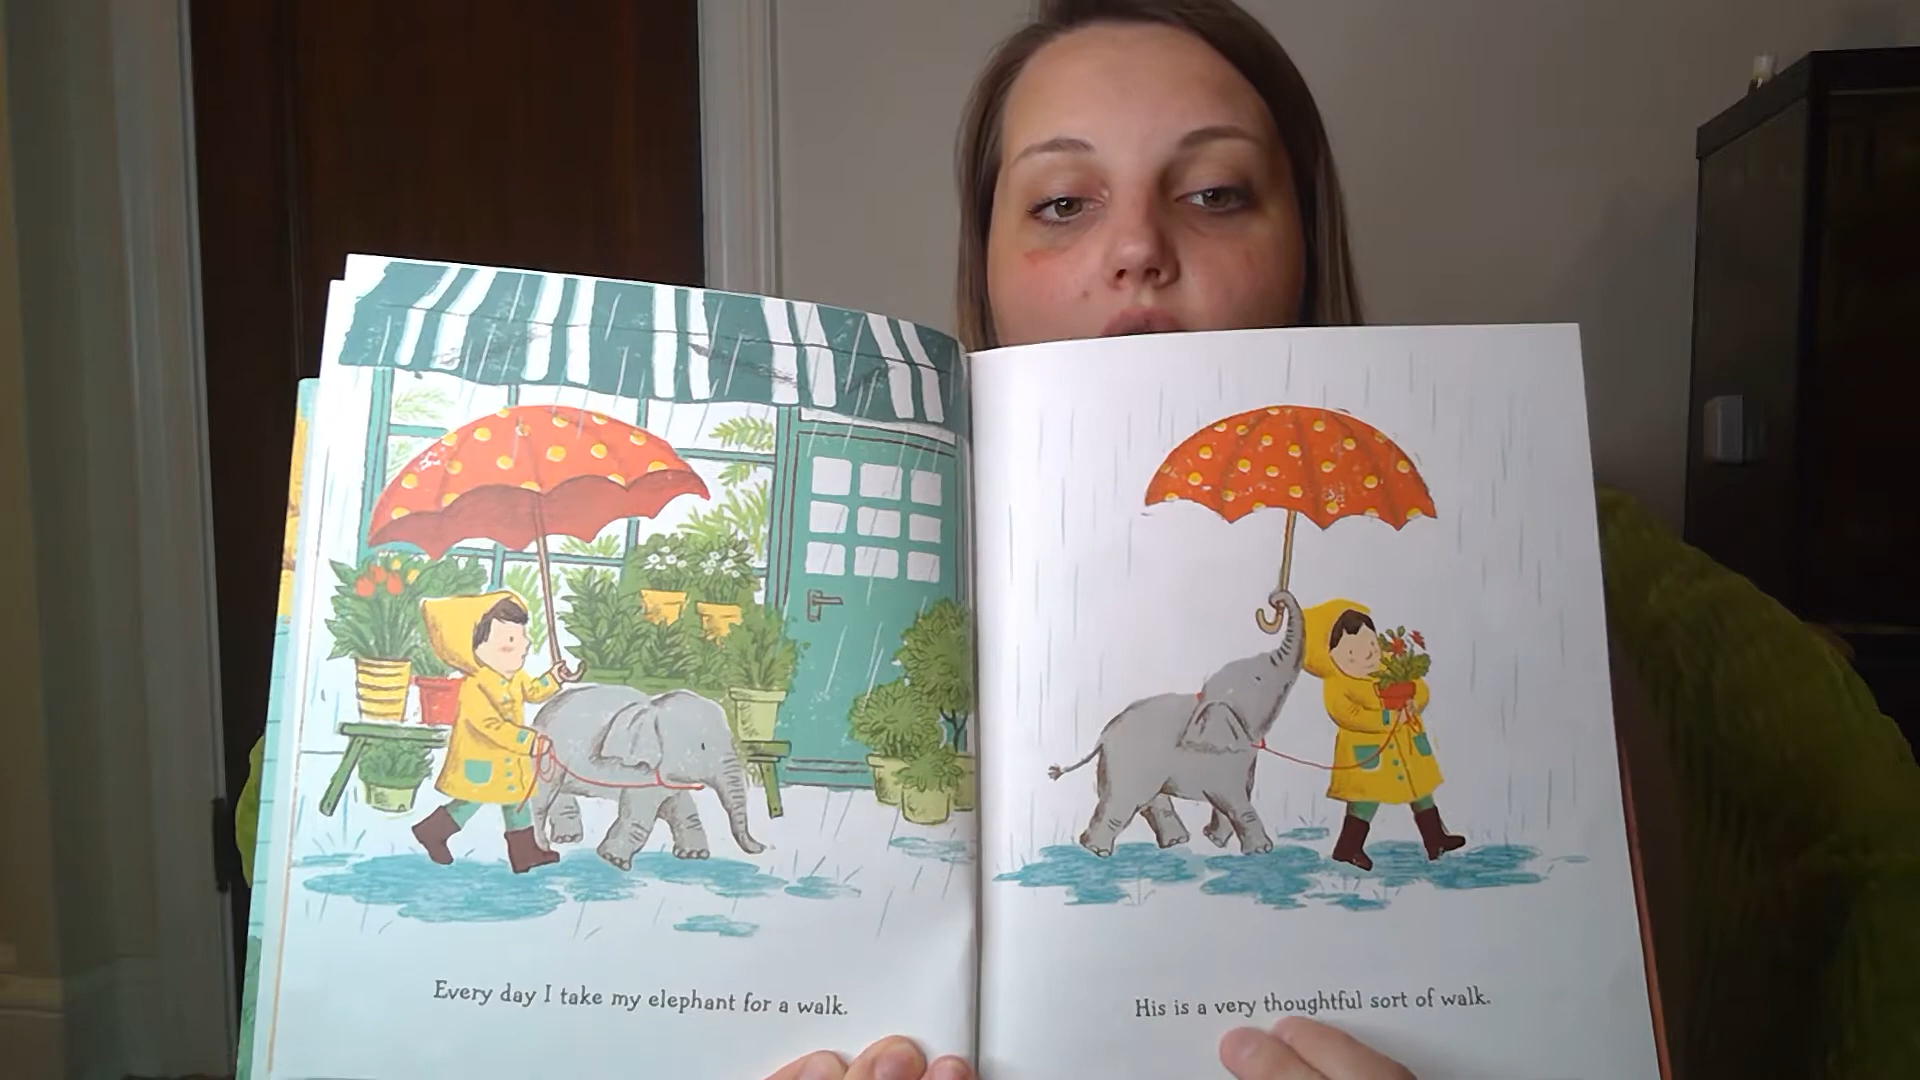 Every day I take my elephant for a walk.
His is a very thoughtful sort of walk.